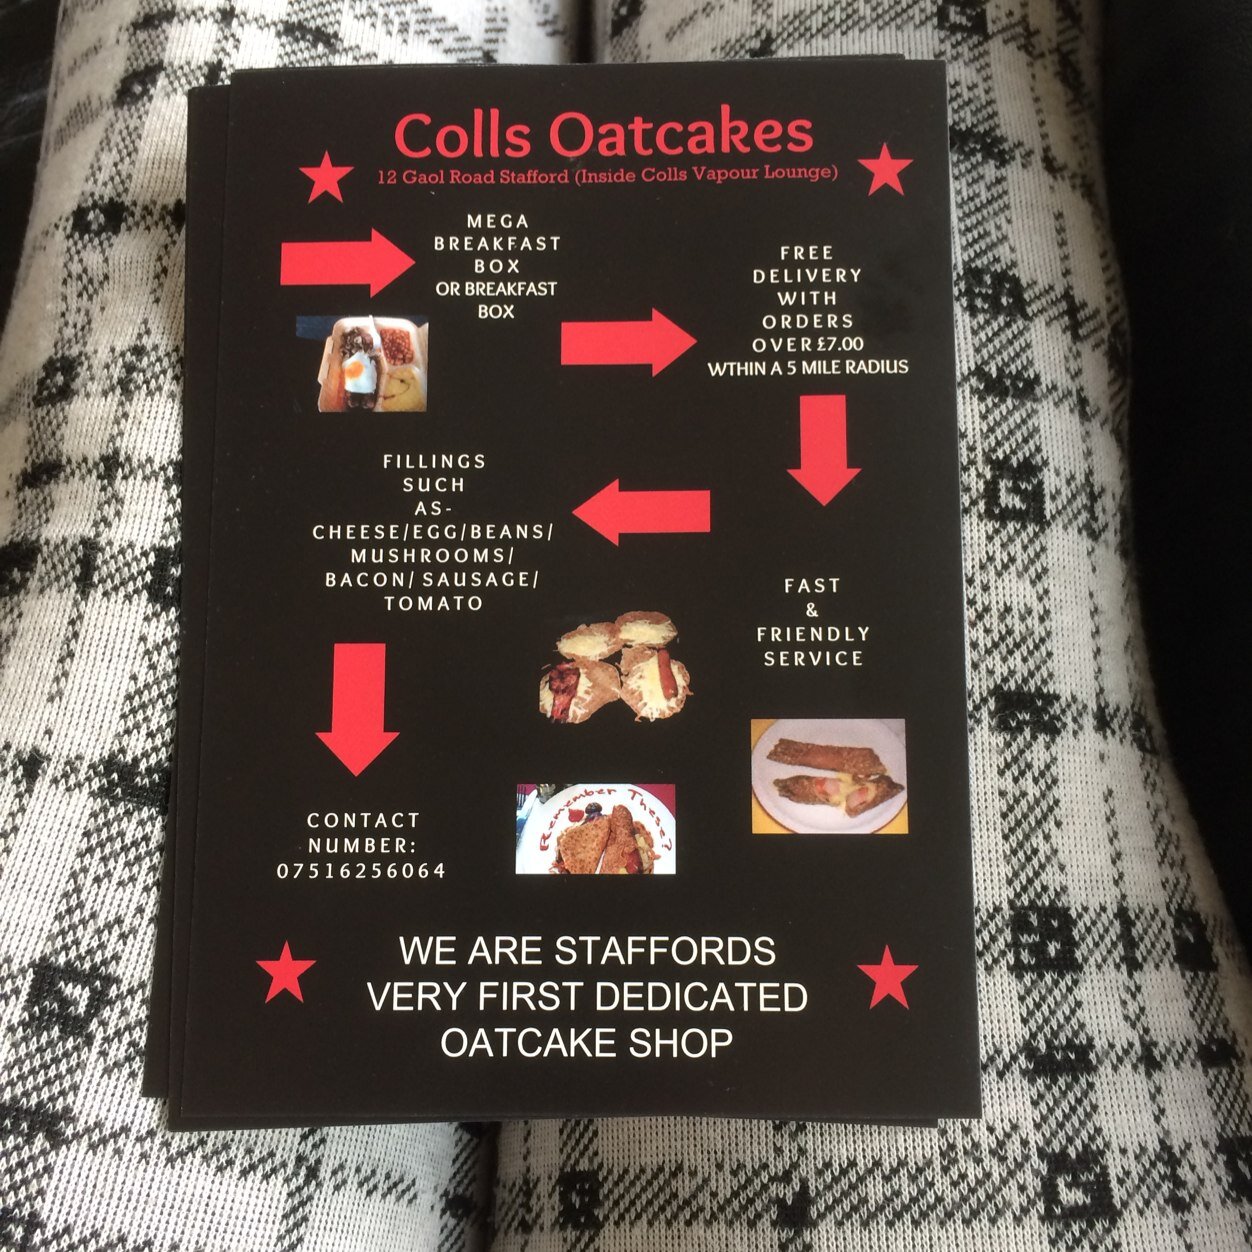 Colls Oatcakes
12 Gaol Road Stafford (Inside Colls Vapour Lounge)
MEGA
BREAKFAST
BOX
OR BREAKFAST
BOX
FREE
DELIVERY
WITH
ORDERS
OVER £7.00
WTHIN A 5 MILE RADIUS
FILLINGS
SUCH
AS-
CHEESE/EGG/BEANS/
MUSHROOMS/
BACON/ SAUSAGE/
TOMATO
FAST
&
FRIENDLY
SERVICE
Remember These?
CONTACT
NUMBER:
07516256064
WE ARE STAFFORDS
VERY FIRST DEDICATED
OATCAKE SHOP